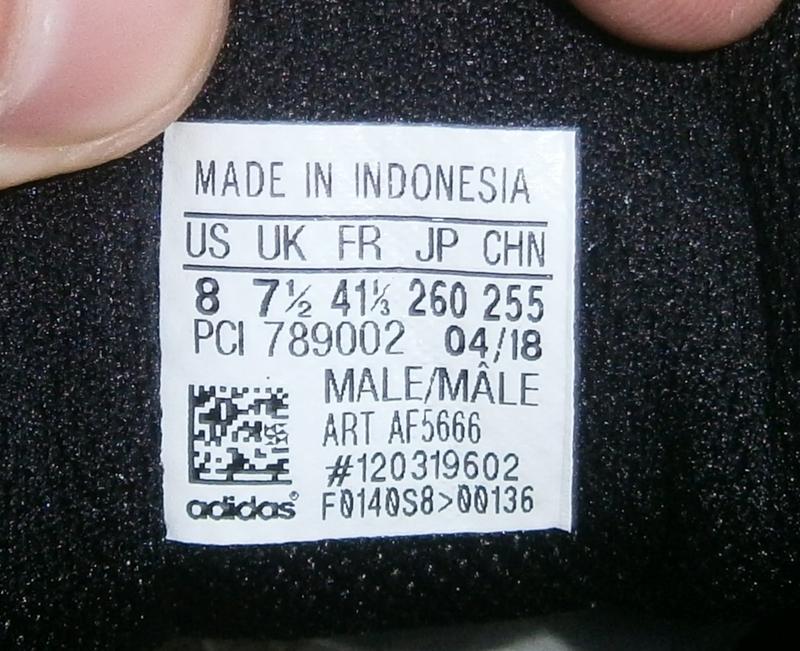 MADE IN INDONESIA
US UK FR JP CHN
8 7½ 41⅓ 260 255
PCI 789002 04/18
MALE/MÂLE
ART AF5666
#120319602
adidas® F0140S8>00136